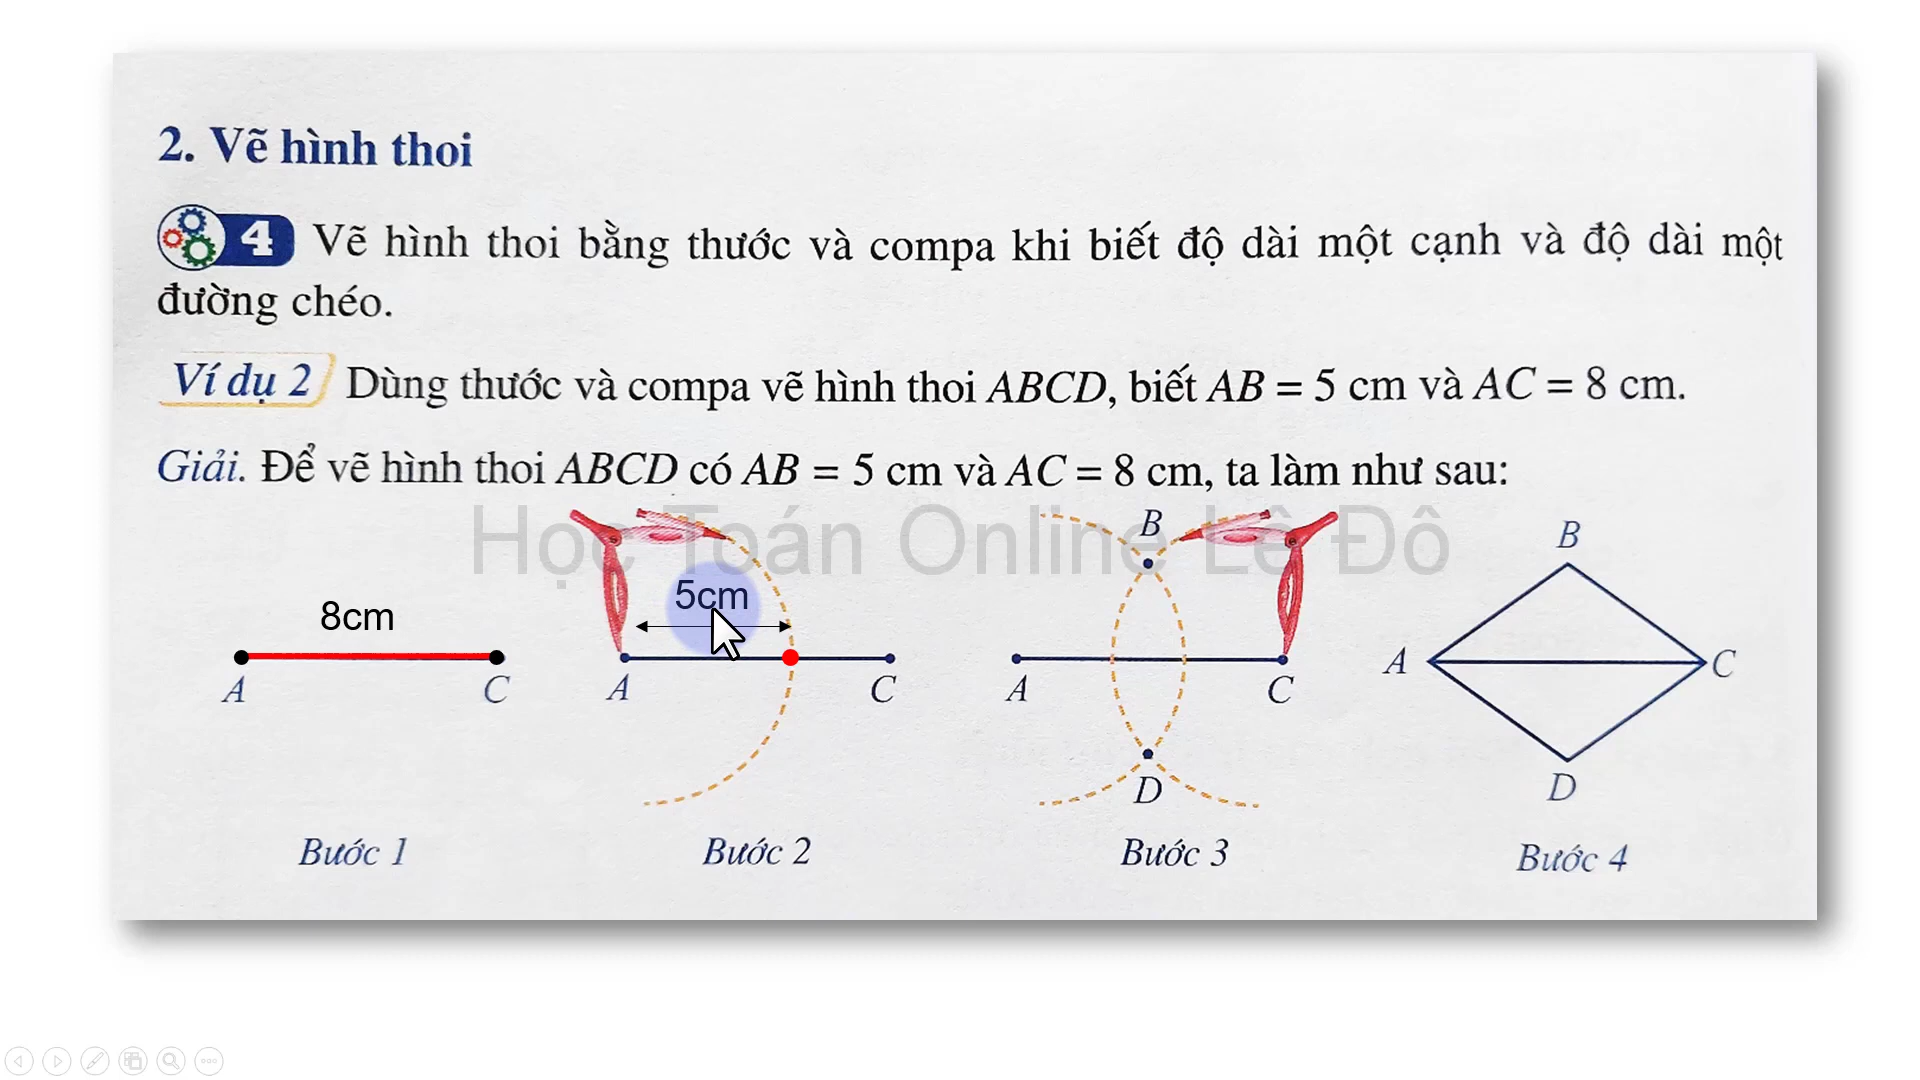 2. Vẽ hình thoi
4 Vẽ hình thoi bằng thước và compa khi biết độ dài một cạnh và độ dài một
đường chéo.
Ví dụ 2 Dùng thước và compa vẽ hình thoi ABCD, biết AB = 5 cm và AC = 8 cm.
Giải. Để vẽ hình thoi ABCD có AB = 5 cm và AC = 8 cm, ta làm như sau:
Học Toán Online Lê Đô
8cm
A C
Bước 1
5cm
A C
Bước 2
B
A C
D
Bước 3
B
A C
D
Bước 4